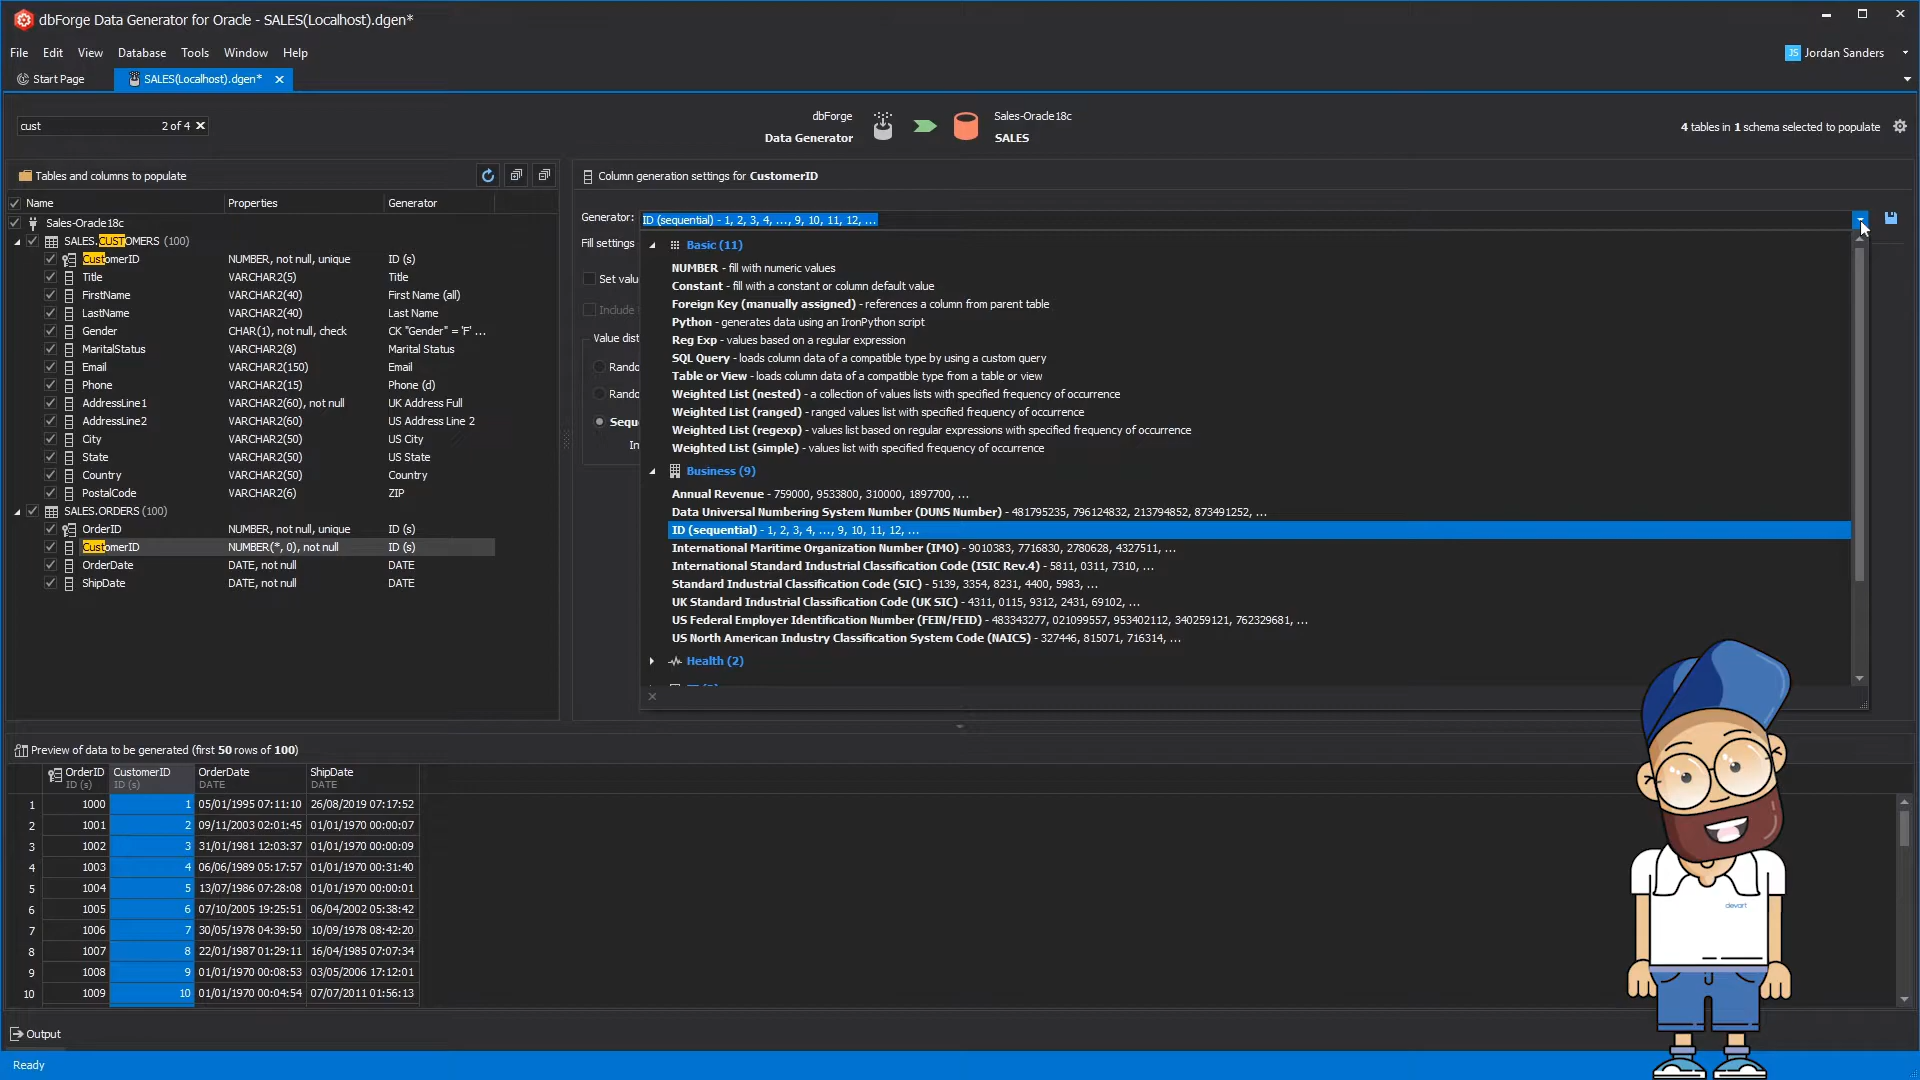 dbForge Data Generator for Oracle - SALES(Localhost).dgen*
File Edit View Database Tools Window Help
JS Jordan Sanders
Start Page SALES(Localhost).dgen*
cust 2 of 4
dbForge
Data Generator
Sales-Oracle18c
SALES
4 tables in 1 schema selected to populate
Tables and columns to populate
Name Properties Generator
Sales-Oracle18c
SALES.CUSTOMERS (100)
CustomerID NUMBER, not null, unique ID (s)
Title VARCHAR2(5) Title
FirstName VARCHAR2(40) First Name (all)
LastName VARCHAR2(40) Last Name
Gender CHAR(1), not null, check CK "Gender" = 'F' ...
MaritalStatus VARCHAR2(8) Marital Status
Email VARCHAR2(150) Email
Phone VARCHAR2(15) Phone (d)
AddressLine1 VARCHAR2(60), not null UK Address Full
AddressLine2 VARCHAR2(60) US Address Line 2
City VARCHAR2(50) US City
State VARCHAR2(50) US State
Country VARCHAR2(50) Country
PostalCode VARCHAR2(6) ZIP
SALES.ORDERS (100)
OrderID NUMBER, not null, unique ID (s)
CustomerID NUMBER(*, 0), not null ID (s)
OrderDate DATE, not null DATE
ShipDate DATE, not null DATE
Column generation settings for CustomerID
Generator: ID (sequential) - 1, 2, 3, 4, ..., 9, 10, 11, 12, ...
Fill settings
Set valu
Include
Value dist
Rando
Rando
Sequ
In
Basic (11)
NUMBER - fill with numeric values
Constant - fill with a constant or column default value
Foreign Key (manually assigned) - references a column from parent table
Python - generates data using an IronPython script
Reg Exp - values based on a regular expression
SQL Query - loads column data of a compatible type by using a custom query
Table or View - loads column data of a compatible type from a table or view
Weighted List (nested) - a collection of values lists with specified frequency of occurrence
Weighted List (ranged) - ranged values list with specified frequency of occurrence
Weighted List (regexp) - values list based on regular expressions with specified frequency of occurrence
Weighted List (simple) - values list with specified frequency of occurrence
Business (9)
Annual Revenue - 759000, 9533800, 310000, 1897700, ...
Data Universal Numbering System Number (DUNS Number) - 481795235, 796124832, 213794852, 873491252, ...
ID (sequential) - 1, 2, 3, 4, ..., 9, 10, 11, 12, ...
International Maritime Organization Number (IMO) - 9010383, 7716830, 2780628, 4327511, ...
International Standard Industrial Classification Code (ISIC Rev.4) - 5811, 0311, 7310, ...
Standard Industrial Classification Code (SIC) - 5139, 3354, 8231, 4400, 5983, ...
UK Standard Industrial Classification Code (UK SIC) - 4311, 0115, 9312, 2431, 69102, ...
US Federal Employer Identification Number (FEIN/FEID) - 483343277, 021099557, 953402112, 340259121, 762329681, ...
US North American Industry Classification System Code (NAICS) - 327446, 815071, 716314, ...
Health (2)
Preview of data to be generated (first 50 rows of 100)
OrderID CustomerID OrderDate ShipDate
ID (s) ID (s) DATE DATE
1 1000 1 05/01/1995 07:11:10 26/08/2019 07:17:52
2 1001 2 09/11/2003 02:01:45 01/01/1970 00:00:07
3 1002 3 31/01/1981 12:03:37 01/01/1970 00:00:09
4 1003 4 06/06/1989 05:17:57 01/01/1970 00:31:40
5 1004 5 13/07/1986 07:28:08 01/01/1970 00:00:01
6 1005 6 07/10/2005 19:25:51 06/04/2002 05:38:42
7 1006 7 30/05/1978 04:39:50 10/09/1978 08:42:20
8 1007 8 22/01/1987 01:29:11 16/04/1985 07:07:34
9 1008 9 01/01/1970 00:08:53 03/05/2006 17:12:01
10 1009 10 01/01/1970 00:04:54 07/07/2011 01:56:13
devart
Output
Ready